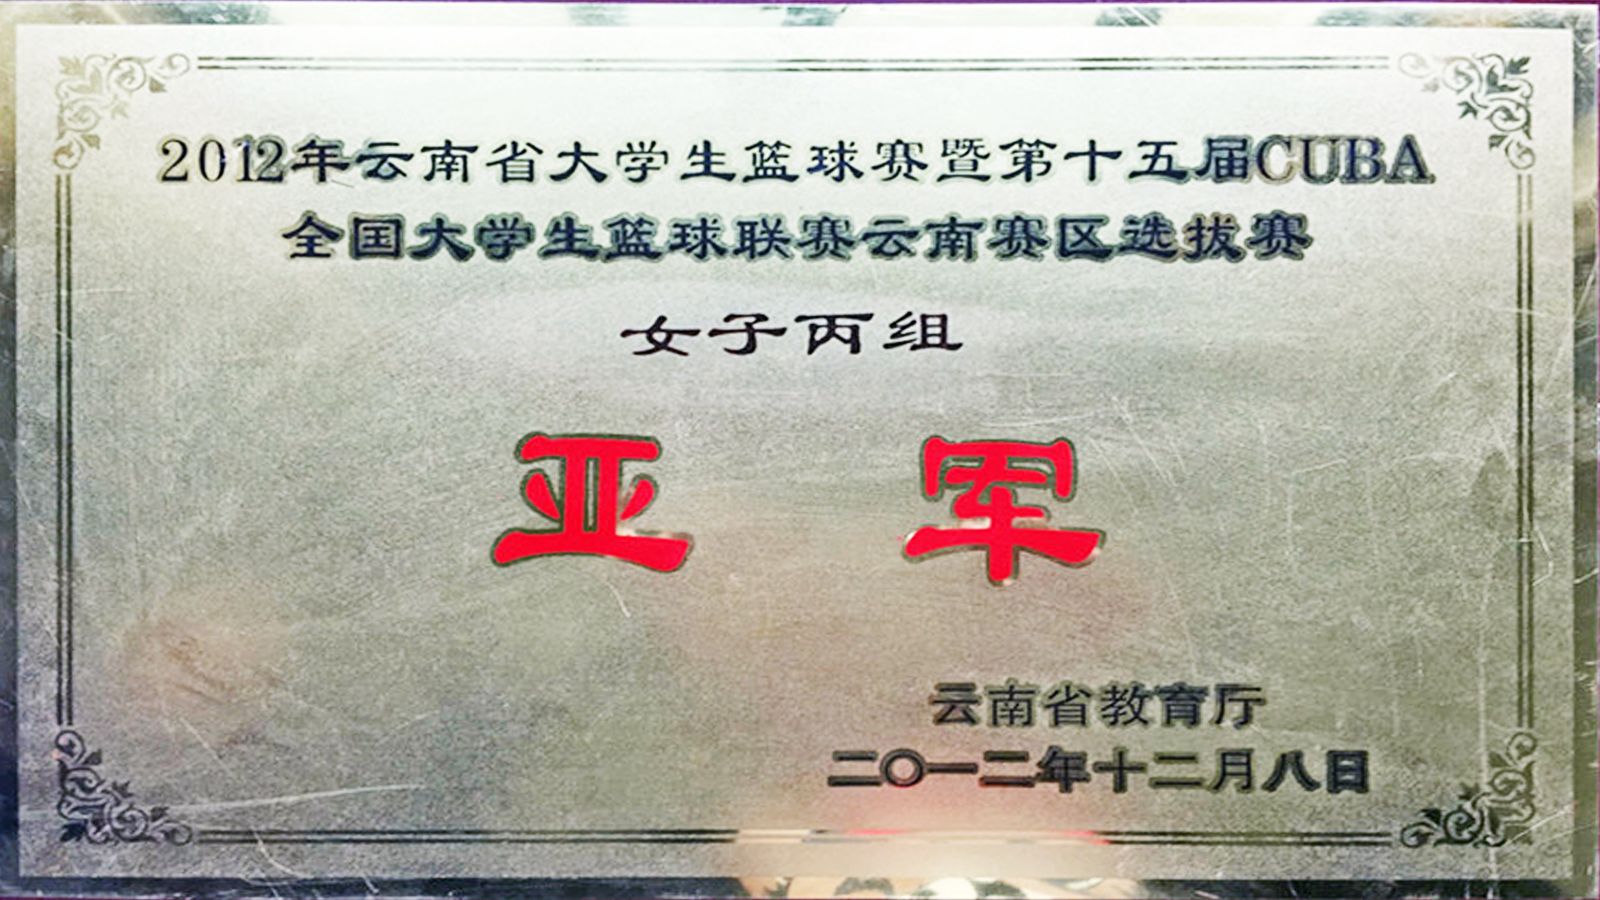 2012年云南省大学生篮球赛暨第十五届CUBA
全国大学生篮球联赛云南赛区选拔赛
女子丙组
亚军
云南省教育厅
二〇一二年十二月八日